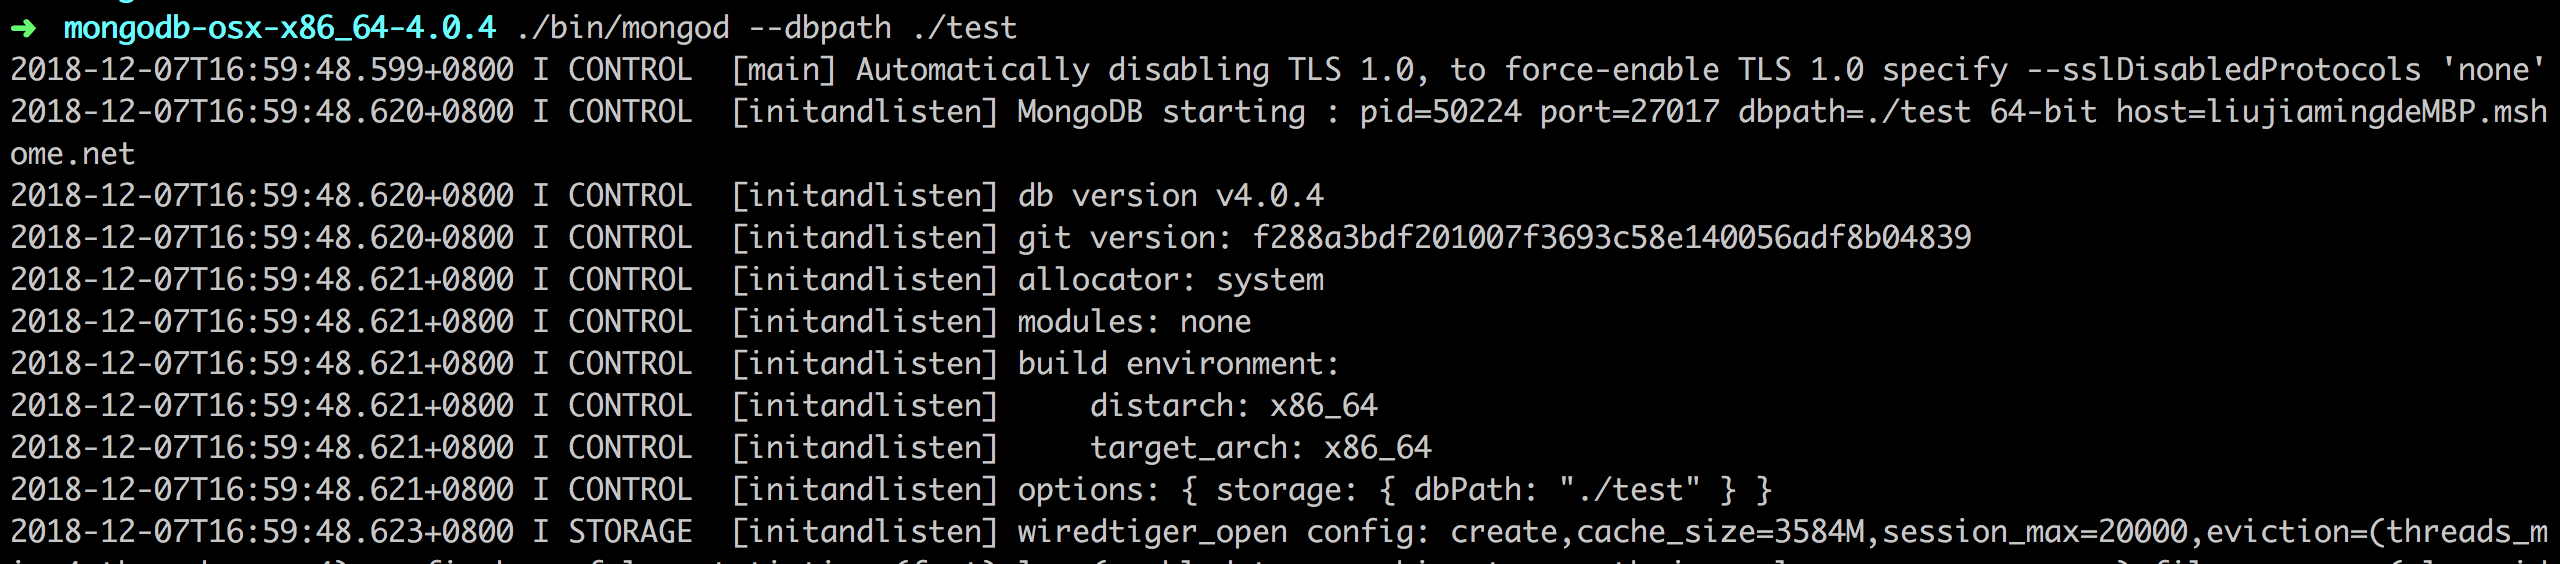 ➜ mongodb-osx-x86_64-4.0.4 ./bin/mongod --dbpath ./test
2018-12-07T16:59:48.599+0800 I CONTROL  [main] Automatically disabling TLS 1.0, to force-enable TLS 1.0 specify --sslDisabledProtocols 'none'
2018-12-07T16:59:48.620+0800 I CONTROL  [initandlisten] MongoDB starting : pid=50224 port=27017 dbpath=./test 64-bit host=liujiamingdeMBP.msh
ome.net
2018-12-07T16:59:48.620+0800 I CONTROL  [initandlisten] db version v4.0.4
2018-12-07T16:59:48.620+0800 I CONTROL  [initandlisten] git version: f288a3bdf201007f3693c58e140056adf8b04839
2018-12-07T16:59:48.621+0800 I CONTROL  [initandlisten] allocator: system
2018-12-07T16:59:48.621+0800 I CONTROL  [initandlisten] modules: none
2018-12-07T16:59:48.621+0800 I CONTROL  [initandlisten] build environment:
2018-12-07T16:59:48.621+0800 I CONTROL  [initandlisten]     distarch: x86_64
2018-12-07T16:59:48.621+0800 I CONTROL  [initandlisten]     target_arch: x86_64
2018-12-07T16:59:48.621+0800 I CONTROL  [initandlisten] options: { storage: { dbPath: "./test" } }
2018-12-07T16:59:48.623+0800 I STORAGE  [initandlisten] wiredtiger_open config: create,cache_size=3584M,session_max=20000,eviction=(threads_m